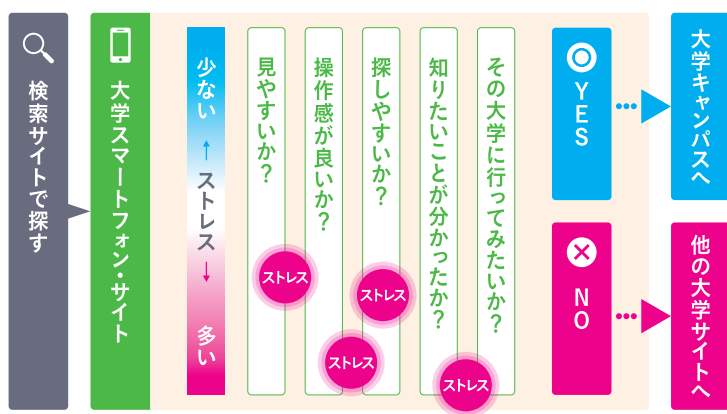 検索サイトで探す
大学スマートフォン・サイト
少ない
↑
ストレス
↓
多い
見やすいか?
ストレス
操作感が良いか?
ストレス
探しやすいか?
ストレス
知りたいことが分かったか?
ストレス
その大学に行ってみたいか?
YES
大学キャンパスへ
NO
他の大学サイトへ